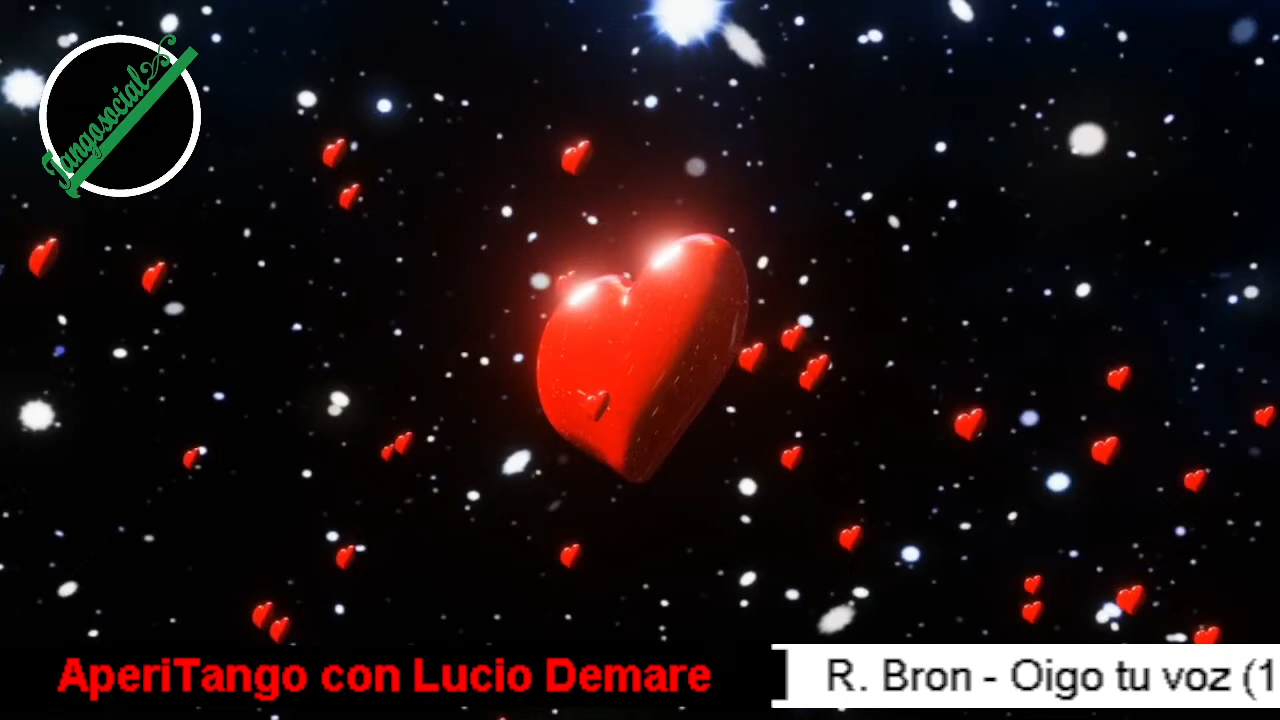 Tangosocial
AperiTango con Lucio Demare
] R. Bron - Oigo tu voz (1